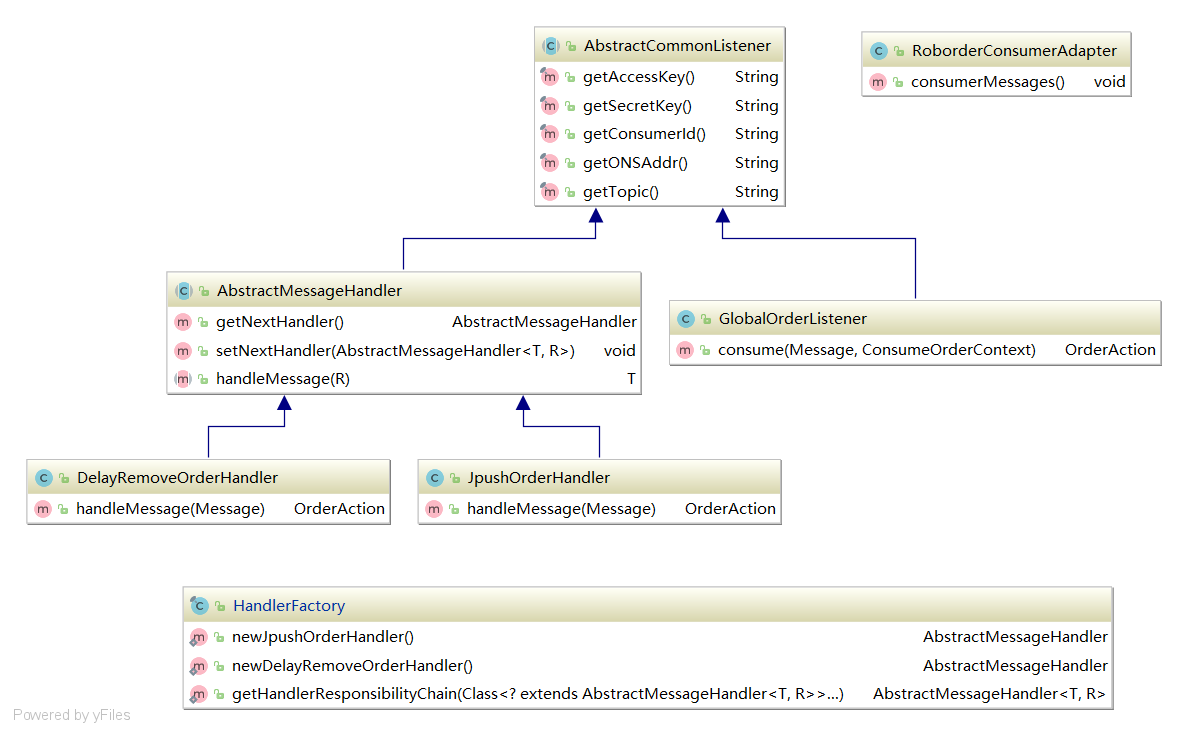 AbstractCommonListener
getAccessKey() String
getSecretKey() String
getConsumerId() String
getONSAddr() String
getTopic() String
RoborderConsumerAdapter
consumerMessages() void
AbstractMessageHandler
getNextHandler() AbstractMessageHandler
setNextHandler(AbstractMessageHandler<T, R>) void
handleMessage(R) T
GlobalOrderListener
consume(Message, ConsumeOrderContext) OrderAction
DelayRemoveOrderHandler
handleMessage(Message) OrderAction
JpushOrderHandler
handleMessage(Message) OrderAction
HandlerFactory
newJpushOrderHandler() AbstractMessageHandler
newDelayRemoveOrderHandler() AbstractMessageHandler
getHandlerResponsibilityChain(Class<? extends AbstractMessageHandler<T, R>>...) AbstractMessageHandler<T, R>
Powered by yFiles